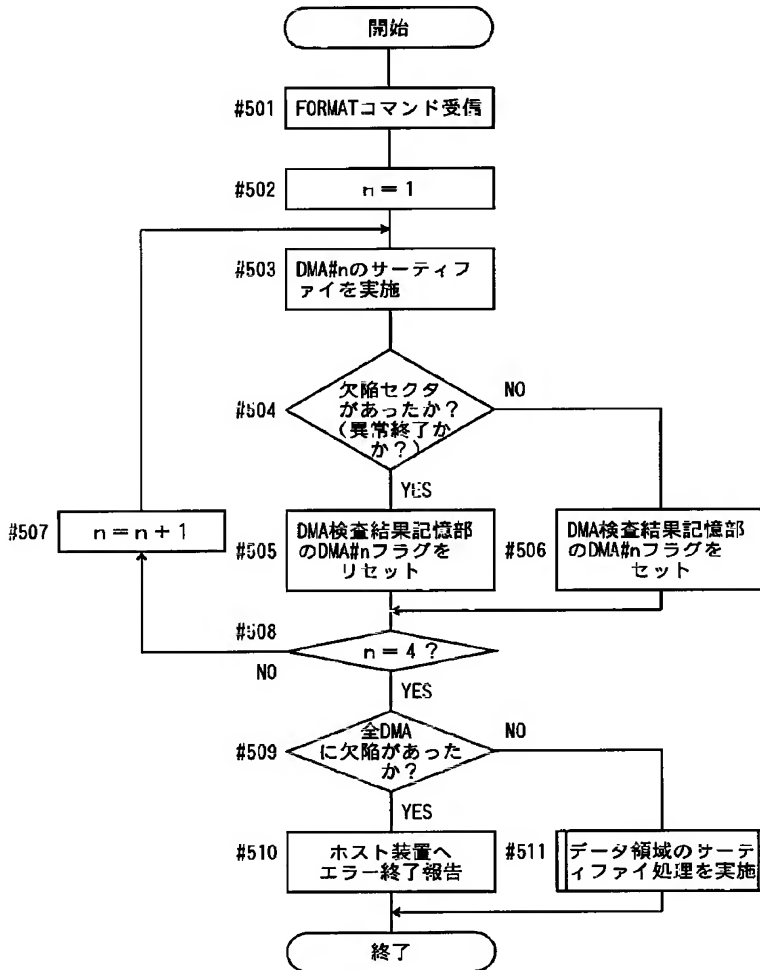 開始
#501
FORMATコマンド受信
#502
n = 1
#503
DMA#nのサーティフ
ァイを実施
#504
欠陥セクタ
があったか?
(異常終了か
か?)
NO
YES
#507
n = n + 1
#505
DMA検査結果記憶部
のDMA#nフラグを
リセット
#506
DMA検査結果記憶部
のDMA#nフラグを
セット
#508
n = 4 ?
NO
YES
#509
全DMA
に欠陥があった
か?
NO
YES
#510
ホスト装置へ
エラー終了報告
#511
データ領域のサーテ
ィファイ処理を実施
終了